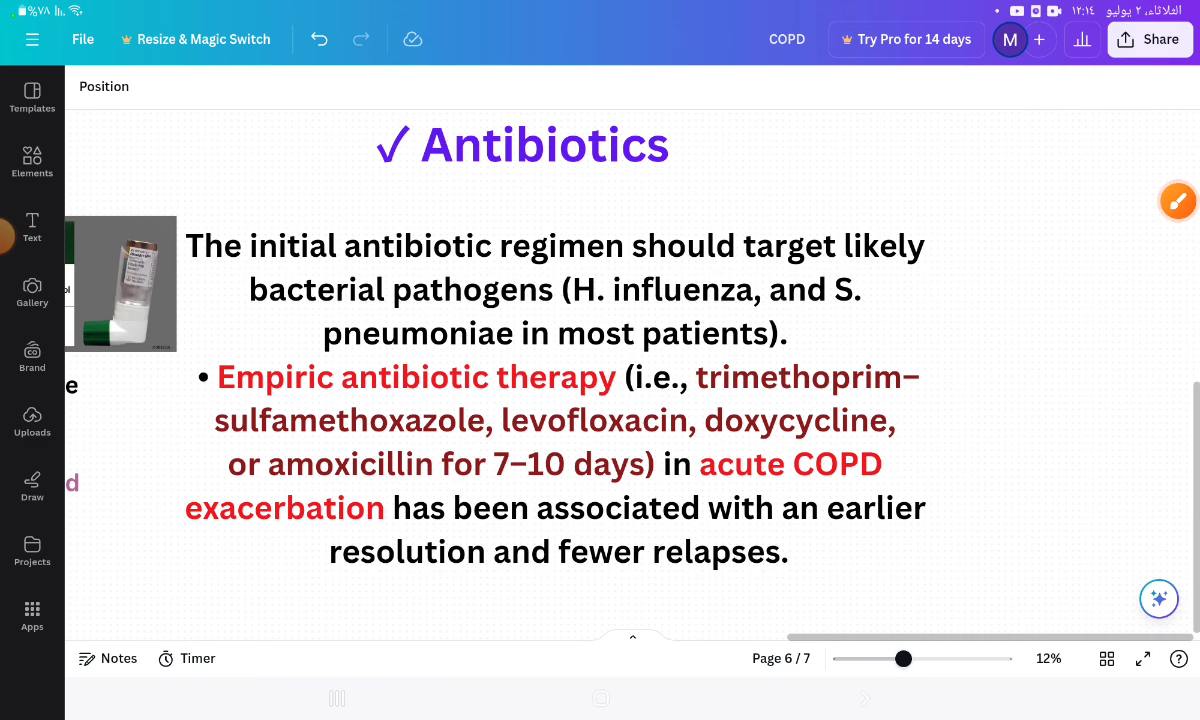 %٧٨
١٢:١٤ الثلاثاء، ٢ يوليو
File
Resize & Magic Switch
COPD
Try Pro for 14 days
M
+
Share
Position
Templates
Elements
Text
Gallery
Brand
Uploads
Draw
Projects
Apps
✓ Antibiotics
The initial antibiotic regimen should target likely
bacterial pathogens (H. influenza, and S.
pneumoniae in most patients).
• Empiric antibiotic therapy (i.e., trimethoprim–
sulfamethoxazole, levofloxacin, doxycycline,
or amoxicillin for 7–10 days) in acute COPD
exacerbation has been associated with an earlier
resolution and fewer relapses.
ol
e
d
Notes
Timer
Page 6 / 7
12%
?